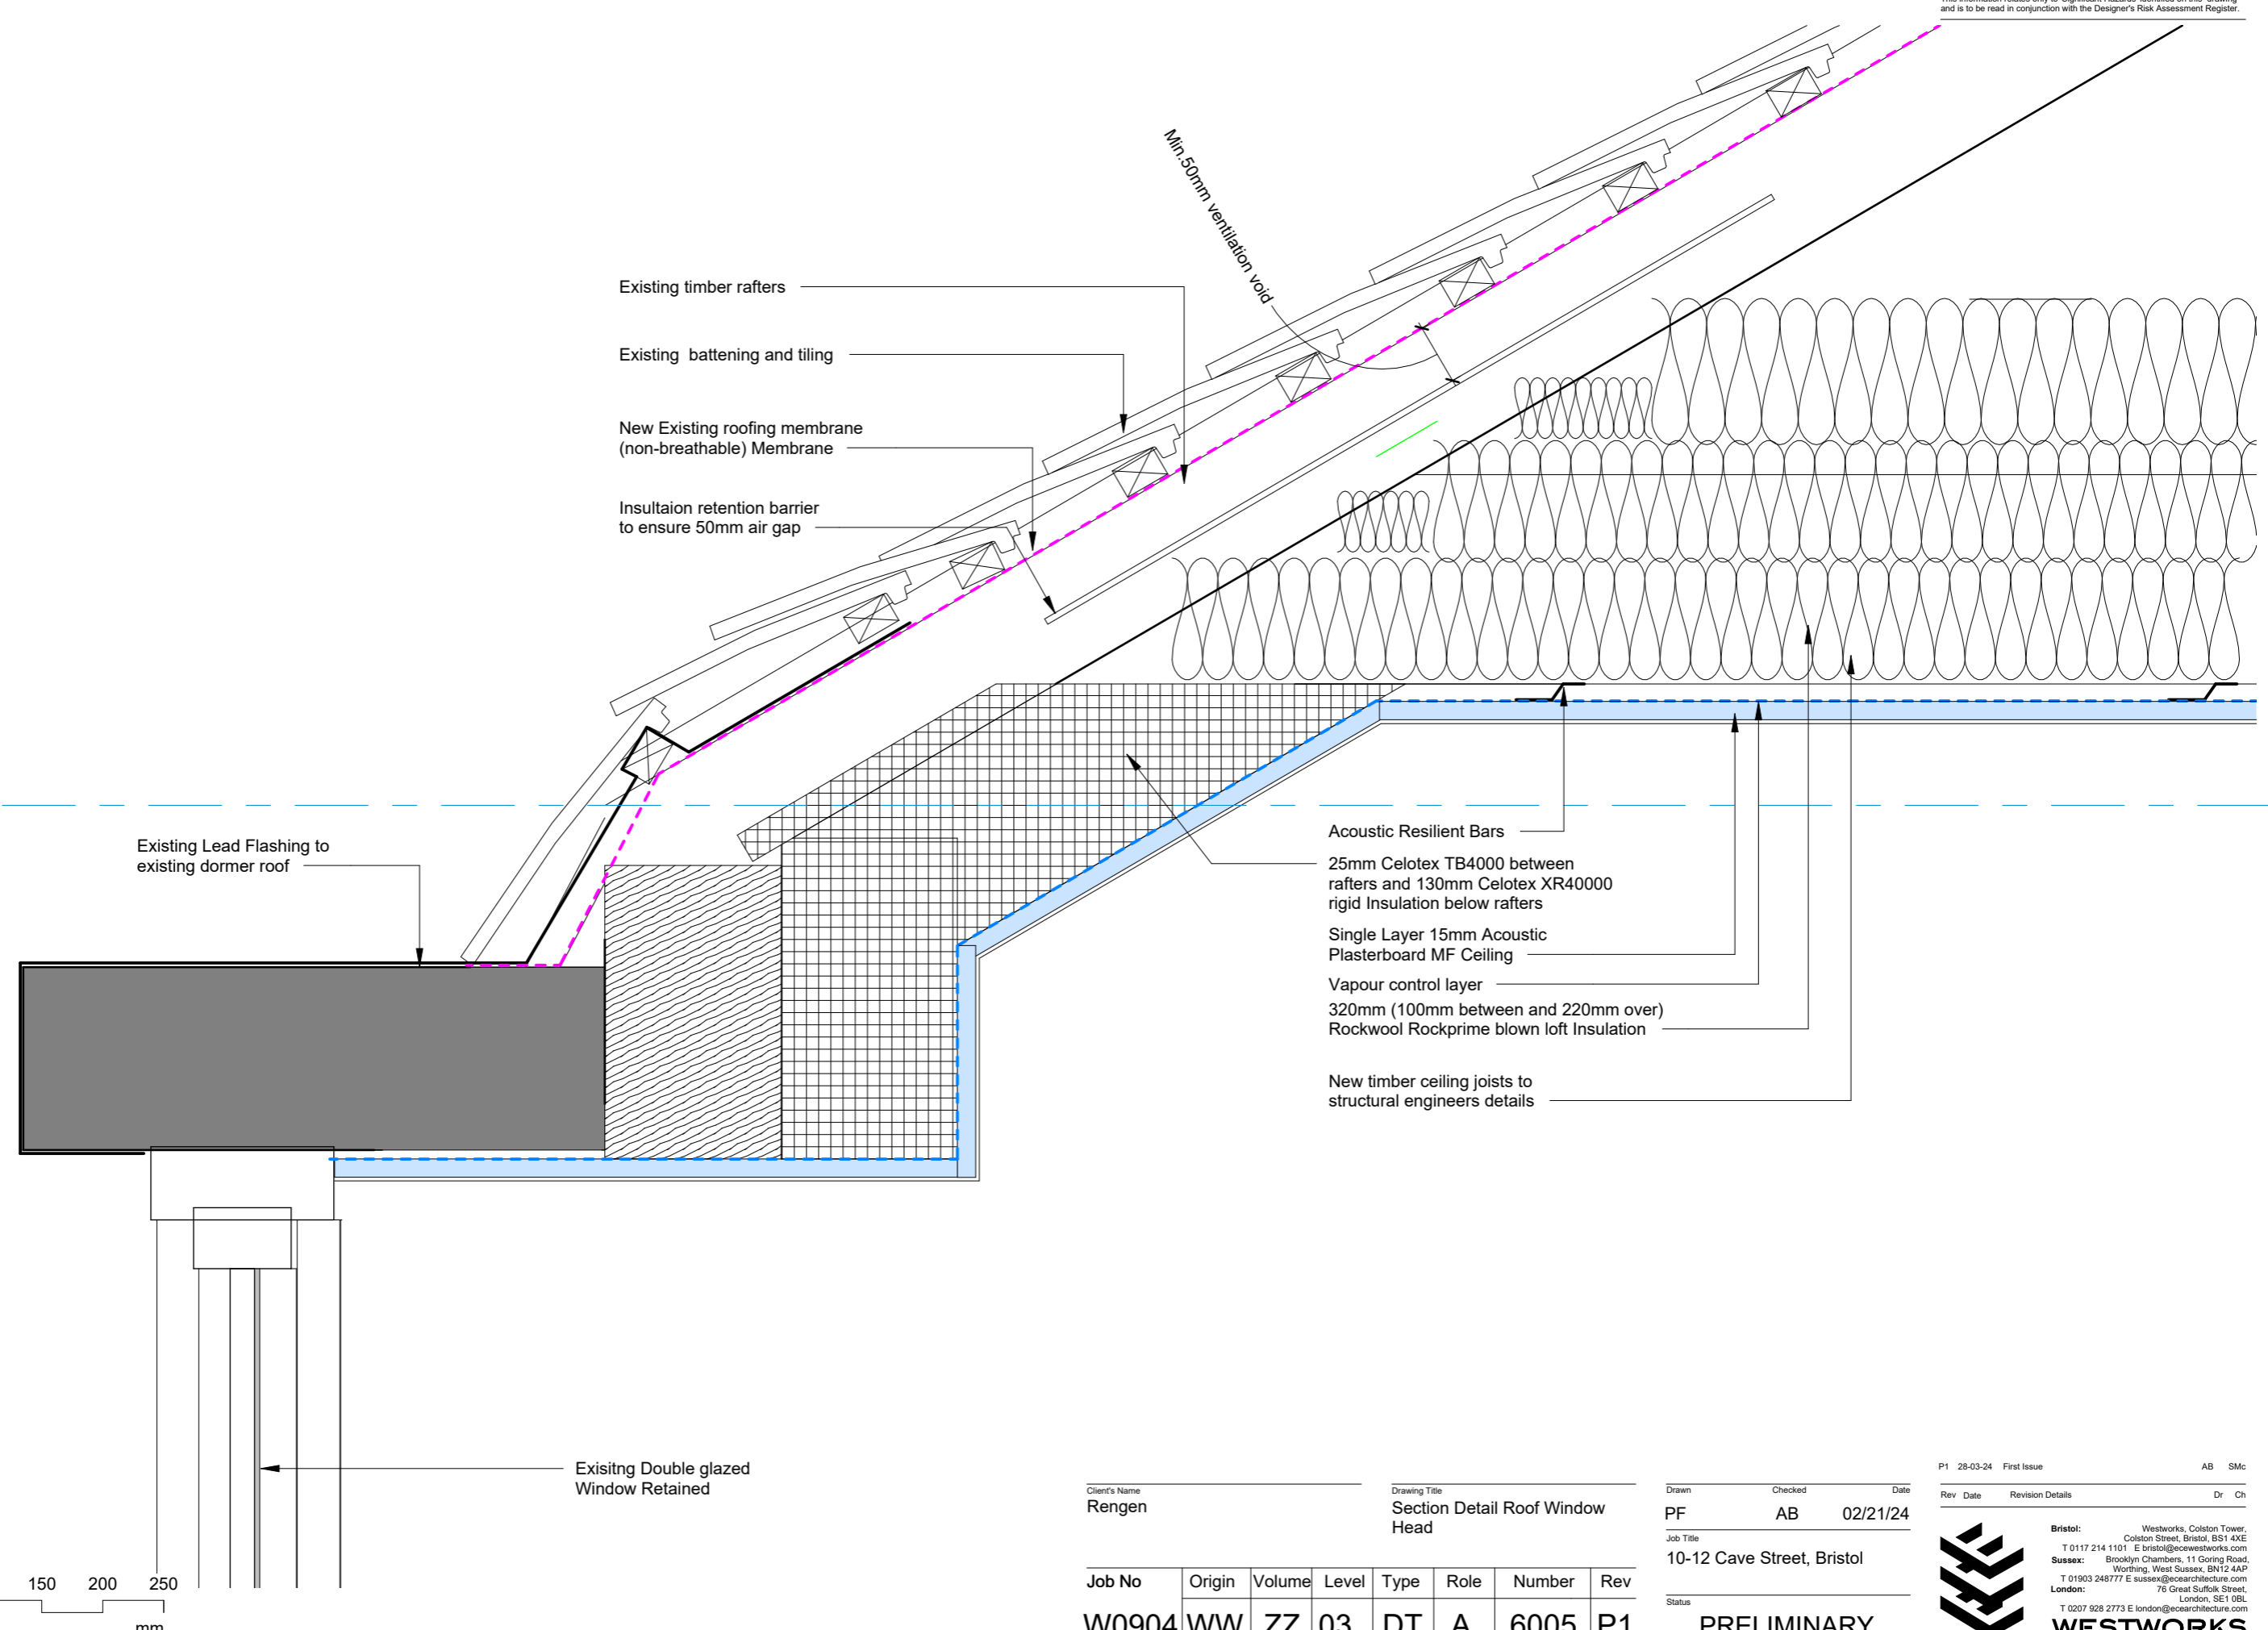 and is to be read in conjunction with the Designer's Risk Assessment Register.
Min.50mm ventilation void
Existing timber rafters
Existing battening and tiling
New Existing roofing membrane
(non-breathable) Membrane
Insultaion retention barrier
to ensure 50mm air gap
Existing Lead Flashing to
existing dormer roof
Acoustic Resilient Bars
25mm Celotex TB4000 between
rafters and 130mm Celotex XR40000
rigid Insulation below rafters
Single Layer 15mm Acoustic
Plasterboard MF Ceiling
Vapour control layer
320mm (100mm between and 220mm over)
Rockwool Rockprime blown loft Insulation
New timber ceiling joists to
structural engineers details
Exisitng Double glazed
Window Retained
150 200 250
mm
Client's Name
Rengen
Drawing Title
Section Detail Roof Window
Head
Job No Origin Volume Level Type Role Number Rev
W0904 WW ZZ 03 DT A 6005 P1
Drawn Checked Date
PF AB 02/21/24
Job Title
10-12 Cave Street, Bristol
Status
PRELIMINARY
P1 28-03-24 First Issue AB SMc
Rev Date Revision Details Dr Ch
Bristol: Westworks, Colston Tower,
Colston Street, Bristol, BS1 4XE
T 0117 214 1101 E bristol@ecewestworks.com
Sussex: Brooklyn Chambers, 11 Goring Road,
Worthing, West Sussex, BN12 4AP
T 01903 248777 E sussex@ecearchitecture.com
London: 76 Great Suffolk Street,
London, SE1 0BL
T 0207 928 2773 E london@ecearchitecture.com
WESTWORKS